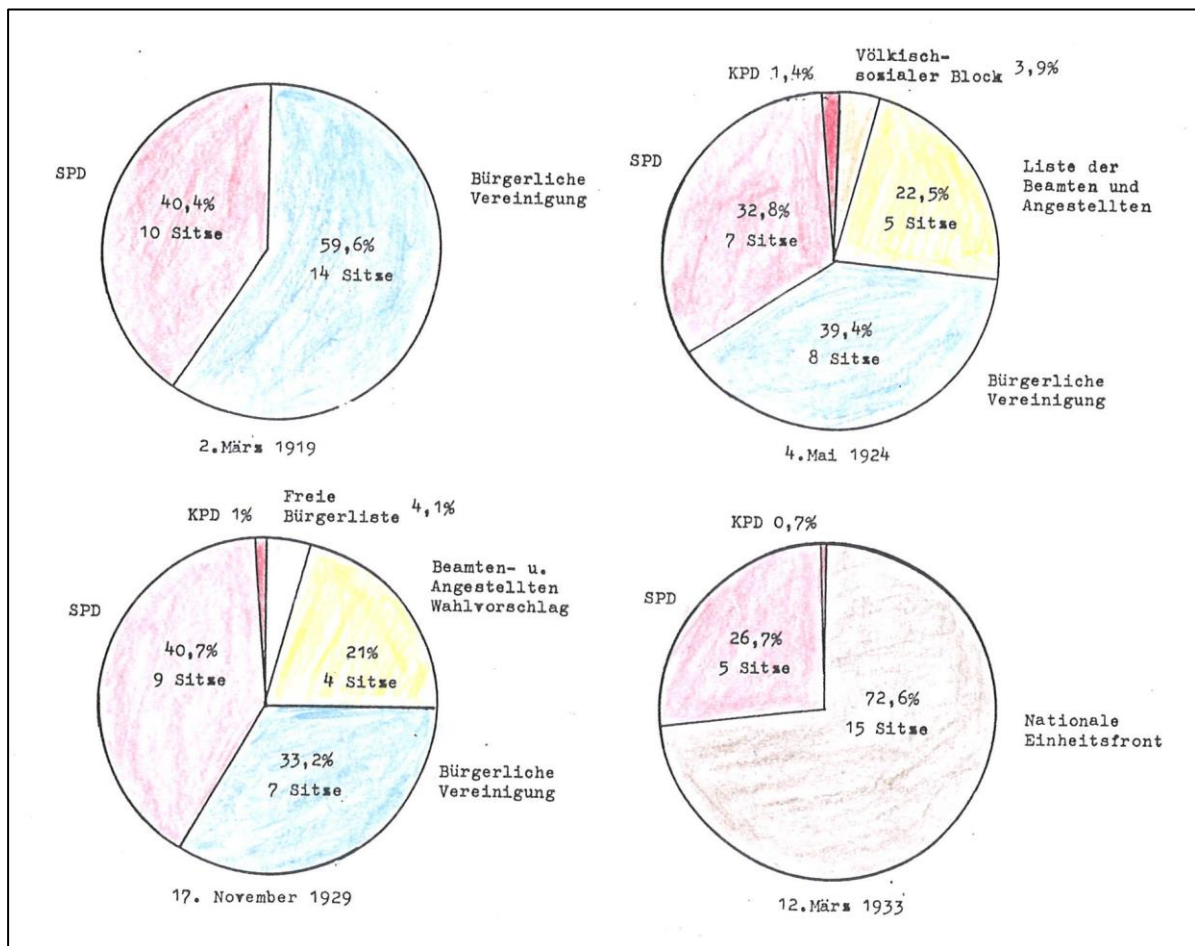 SPD
40,4%
10 Sitze
59,6%
14 Sitze
Bürgerliche
Vereinigung
2.März 1919
KPD 1,4%
Völkisch-
sozialer Block 3,9%
SPD
32,8%
7 Sitze
22,5%
5 Sitze
Liste der
Beamten und
Angestellten
39,4%
8 Sitze
Bürgerliche
Vereinigung
4.Mai 1924
KPD 1%
Freie
Bürgerliste 4,1%
SPD
40,7%
9 Sitze
Beamten- u.
Angestellten
Wahlvorschlag
21%
4 Sitze
33,2%
7 Sitze
Bürgerliche
Vereinigung
17. November 1929
KPD 0,7%
SPD
26,7%
5 Sitze
72,6%
15 Sitze
Nationale
Einheitsfront
12.März 1933